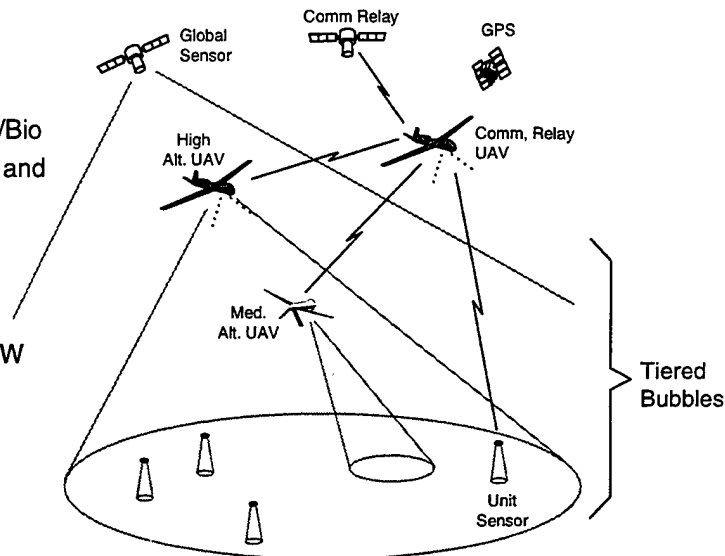 Comm Relay
Global
Sensor
GPS
/Bio
and
High
Alt. UAV
Comm, Relay
UAV
Med.
Alt. UAV
W
Tiered
Bubbles
Unit
Sensor